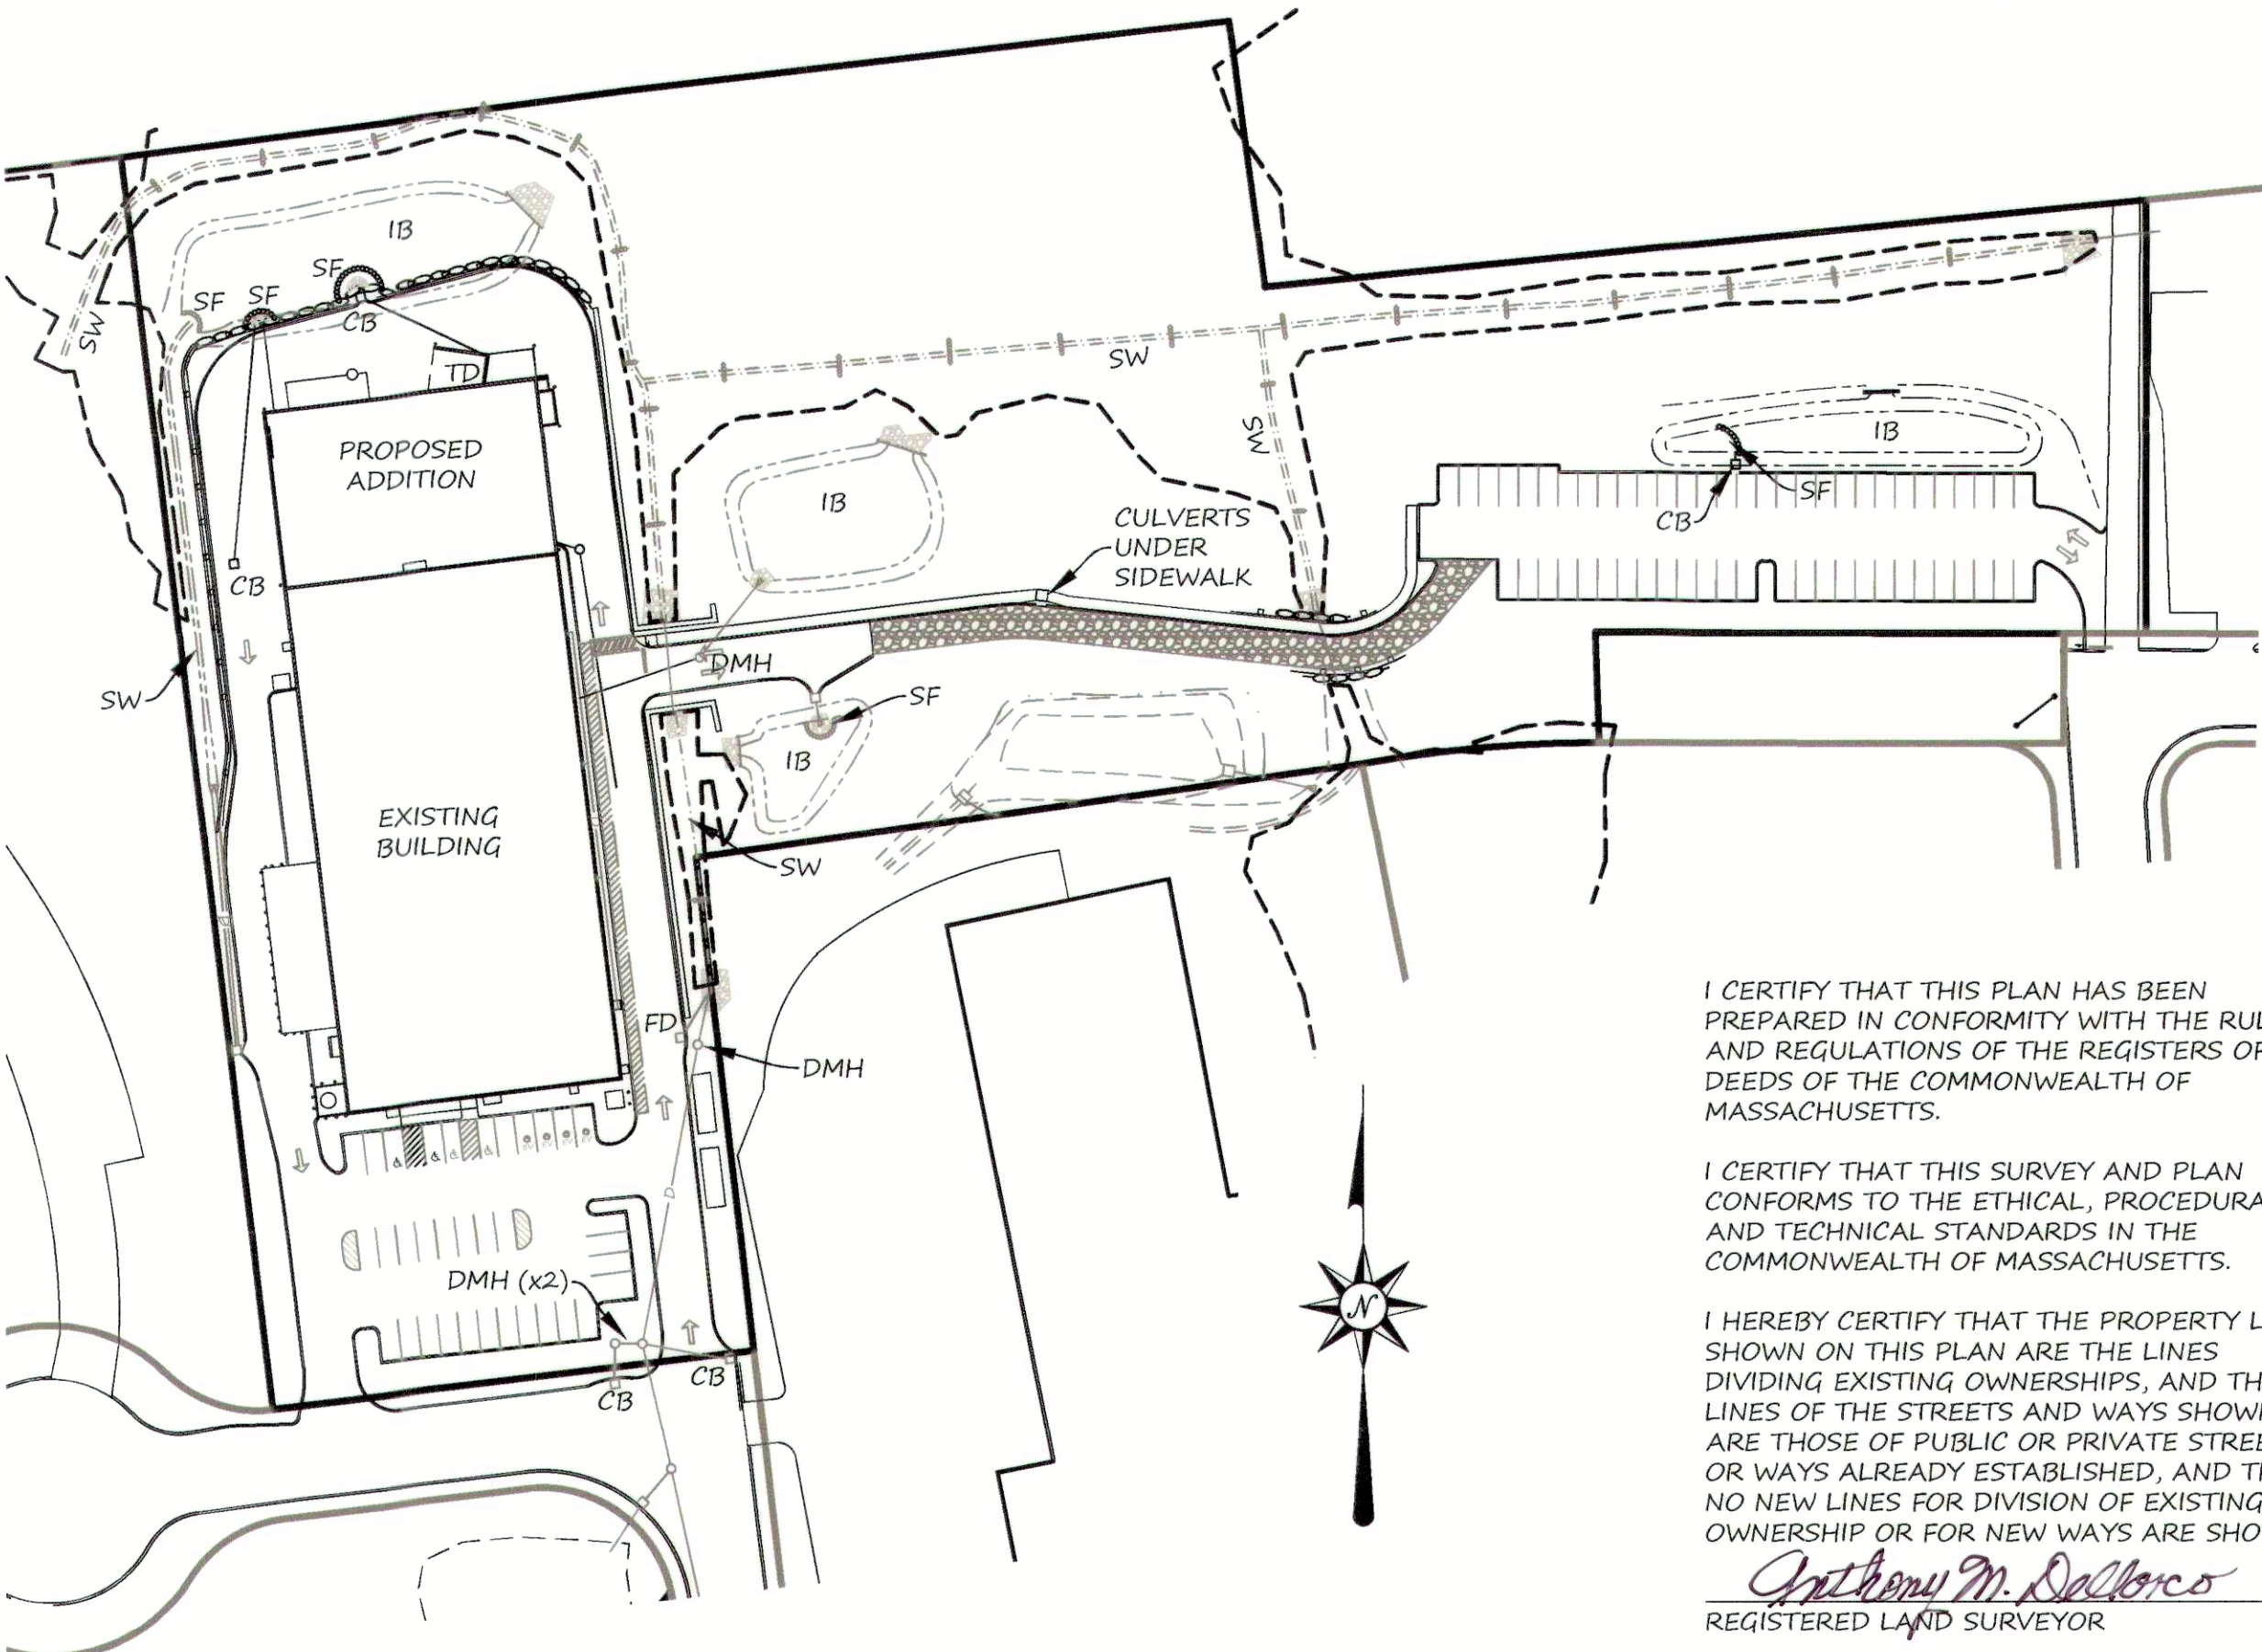 IB
SF
SF
SF
CB
SW
TD
SW
SW
PROPOSED
ADDITION
IB
IB
SF
CB
CULVERTS
UNDER
SIDEWALK
CB
DMH
SW
SF
IB
EXISTING
BUILDING
SW
FD
DMH
D
DMH (x2)
CB
CB
N
I CERTIFY THAT THIS PLAN HAS BEEN
PREPARED IN CONFORMITY WITH THE RUL
AND REGULATIONS OF THE REGISTERS OF
DEEDS OF THE COMMONWEALTH OF
MASSACHUSETTS.
I CERTIFY THAT THIS SURVEY AND PLAN
CONFORMS TO THE ETHICAL, PROCEDURA
AND TECHNICAL STANDARDS IN THE
COMMONWEALTH OF MASSACHUSETTS.
I HEREBY CERTIFY THAT THE PROPERTY L
SHOWN ON THIS PLAN ARE THE LINES
DIVIDING EXISTING OWNERSHIPS, AND TH
LINES OF THE STREETS AND WAYS SHOWN
ARE THOSE OF PUBLIC OR PRIVATE STREE
OR WAYS ALREADY ESTABLISHED, AND TH
NO NEW LINES FOR DIVISION OF EXISTING
OWNERSHIP OR FOR NEW WAYS ARE SHO
Anthony M. Dellorco
REGISTERED LAND SURVEYOR